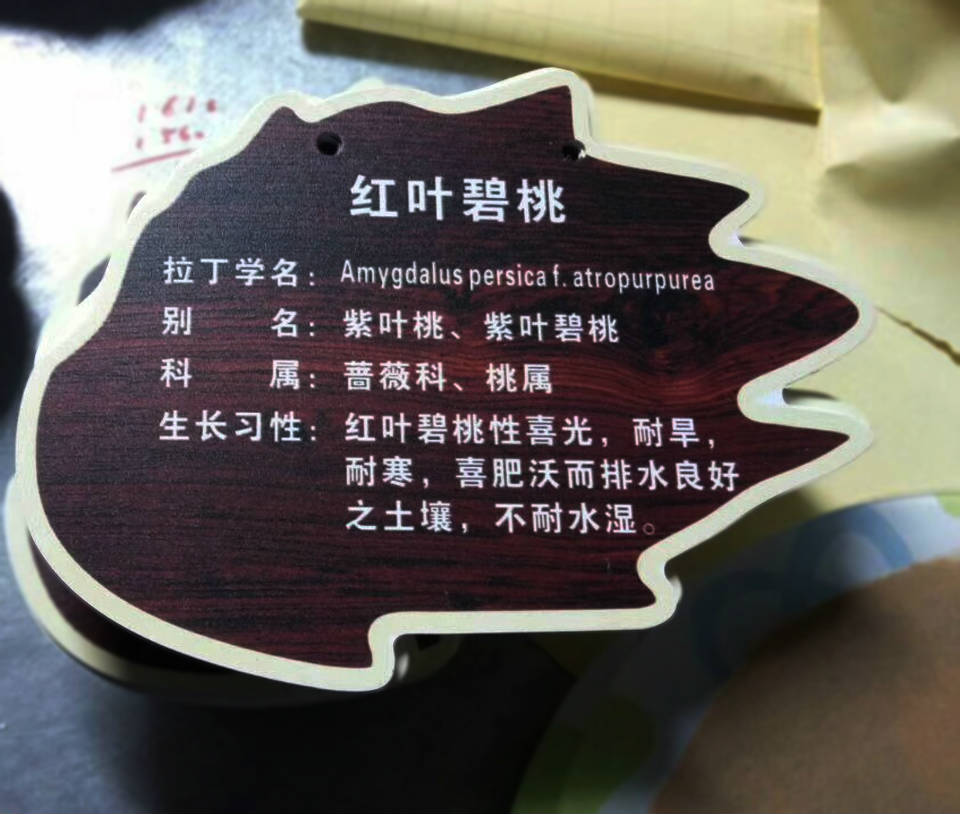 红叶碧桃
拉丁学名：Amygdalus persica f. atropurpurea
别名：紫叶桃、紫叶碧桃
科属：蔷薇科、桃属
生长习性：红叶碧桃性喜光，耐旱，
耐寒，喜肥沃而排水良好
之土壤，不耐水湿。